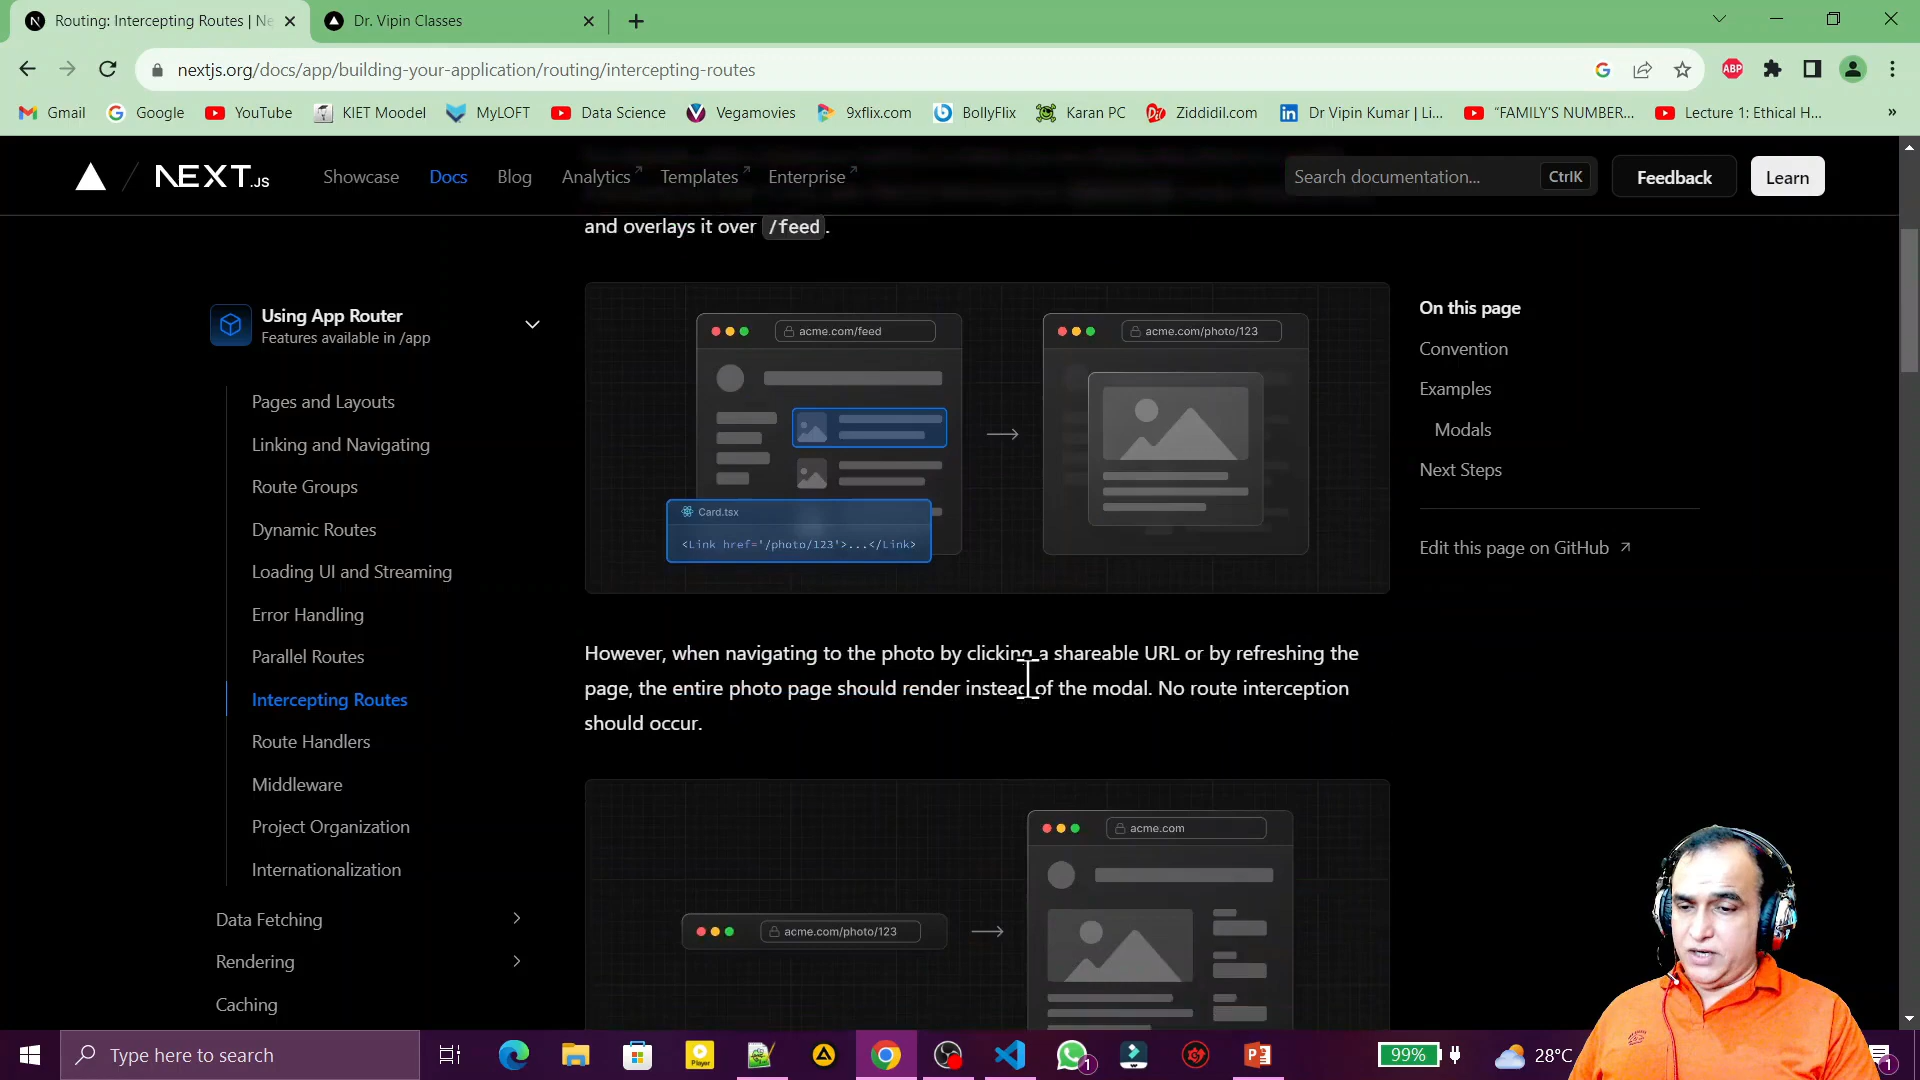 Routing: Intercepting Routes | Ne
Dr. Vipin Classes
nextjs.org/docs/app/building-your-application/routing/intercepting-routes
Gmail
Google
YouTube
KIET Moodel
MyLOFT
Data Science
Vegamovies
9xflix.com
BollyFlix
Karan PC
Ziddidil.com
Dr Vipin Kumar | Li...
"FAMILY'S NUMBER...
Lecture 1: Ethical H...
»
NEXT.JS
Showcase
Docs
Blog
Analytics
Templates
Enterprise
Search documentation...
CtrlK
Feedback
Learn
and overlays it over /feed.
Using App Router
Features available in /app
Pages and Layouts
Linking and Navigating
Route Groups
Dynamic Routes
Loading UI and Streaming
Error Handling
Parallel Routes
Intercepting Routes
Route Handlers
Middleware
Project Organization
Internationalization
Data Fetching
Rendering
Caching
acme.com/feed
acme.com/photo/123
Card.tsx
<Link href='/photo/123'>...</Link>
However, when navigating to the photo by clicking a shareable URL or by refreshing the
page, the entire photo page should render instead of the modal. No route interception
should occur.
acme.com/photo/123
acme.com
On this page
Convention
Examples
Modals
Next Steps
Edit this page on GitHub
Type here to search
Player
1
99%
28°C
1
ABP